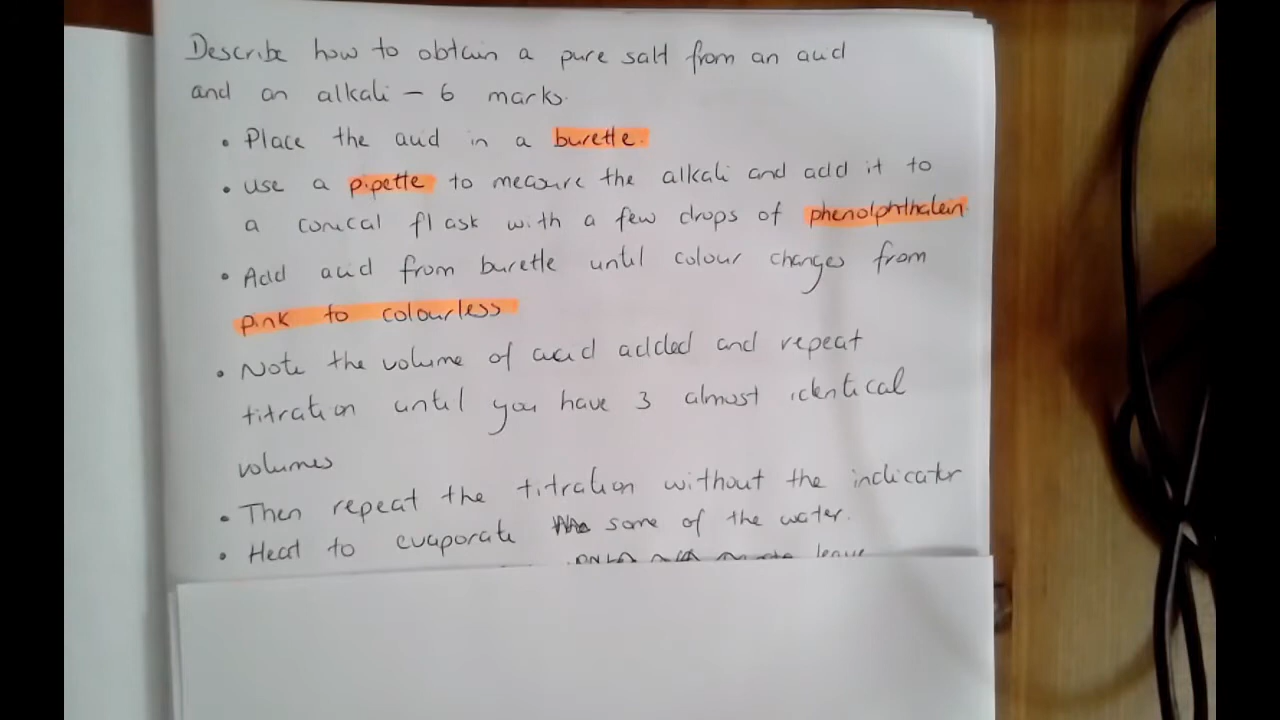 Describe how to obtain a pure salt from an acid
and an alkali – 6 marks.
• Place the acid in a burette.
• Use a pipette to measure the alkali and add it to
a conical flask with a few drops of phenolphthalein.
• Add acid from burette until colour changes from
pink to colourless
• Note the volume of acid added and repeat
titration until you have 3 almost identical
volumes
• Then repeat the titration without the indicator
• Heat to evaporate some of the water.
leave